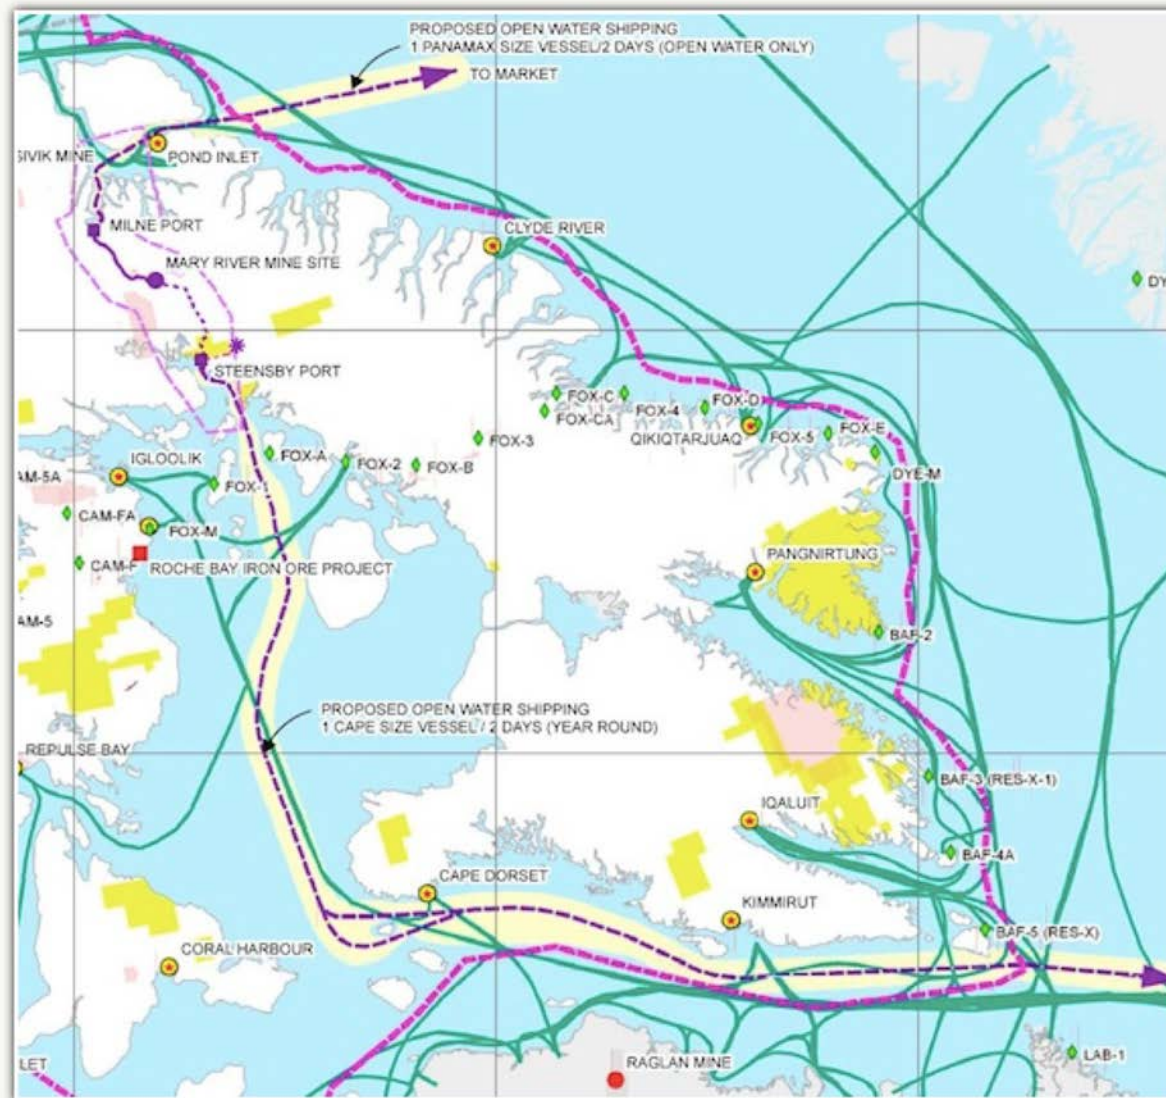 PROPOSED OPEN WATER SHIPPING
1 PANAMAX SIZE VESSEL/2 DAYS (OPEN WATER ONLY)
TO MARKET
SIVIK MINE
POND INLET
MILNE PORT
CLYDE RIVER
MARY RIVER MINE SITE
DY
STEENSBY PORT
FOX-C
FOX-CA
FOX-4
FOX-D
QIKIQTARJUAQ
FOX-5
FOX-E
FOX-3
IGLOOLIK
FOX-A
FOX-2
FOX-B
AM-5A
FOX-1
DYE-M
CAM-FA
FOX-M
CAM-F
ROCHE BAY IRON ORE PROJECT
PANGNIRTUNG
AM-5
BAF-2
PROPOSED OPEN WATER SHIPPING
1 CAPE SIZE VESSEL / 2 DAYS (YEAR ROUND)
REPULSE BAY
BAF-3 (RES-X-1)
IQALUIT
BAF-4A
CAPE DORSET
KIMMIRUT
BAF-5 (RES-X)
CORAL HARBOUR
LET
RAGLAN MINE
LAB-1